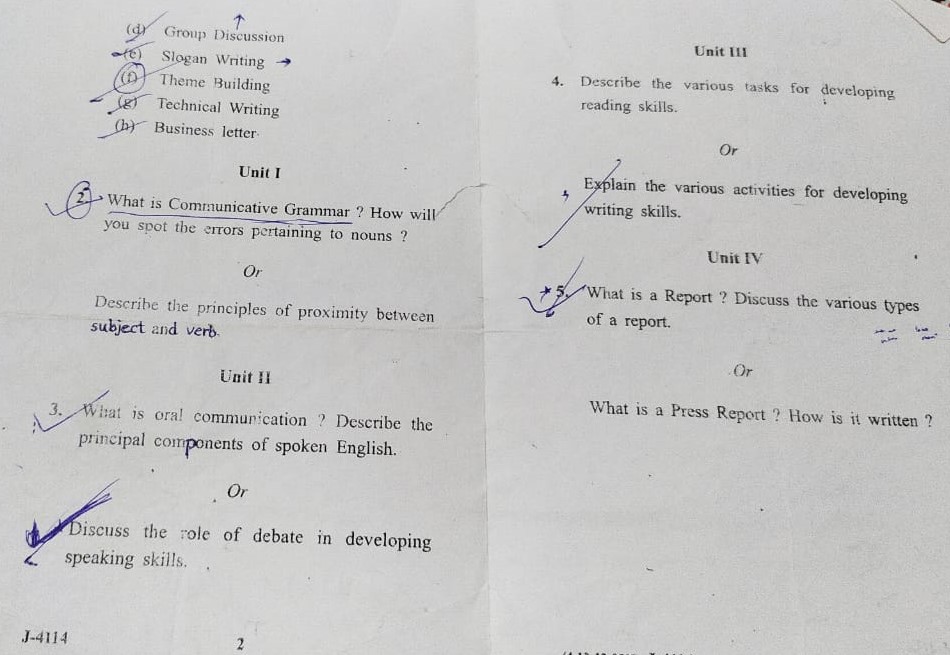 (d) Group Discussion
(e) Slogan Writing
(f) Theme Building
(g) Technical Writing
(h) Business letter
Unit I
2. What is Communicative Grammar ? How will
you spot the errors pertaining to nouns ?
Or
Describe the principles of proximity between
subject and verb.
Unit II
3. What is oral communication ? Describe the
principal components of spoken English.
Or
Discuss the role of debate in developing
speaking skills.
J-4114
2
Unit III
4. Describe the various tasks for developing
reading skills.
Or
Explain the various activities for developing
writing skills.
Unit IV
5. What is a Report ? Discuss the various types
of a report.
Or
What is a Press Report ? How is it written ?